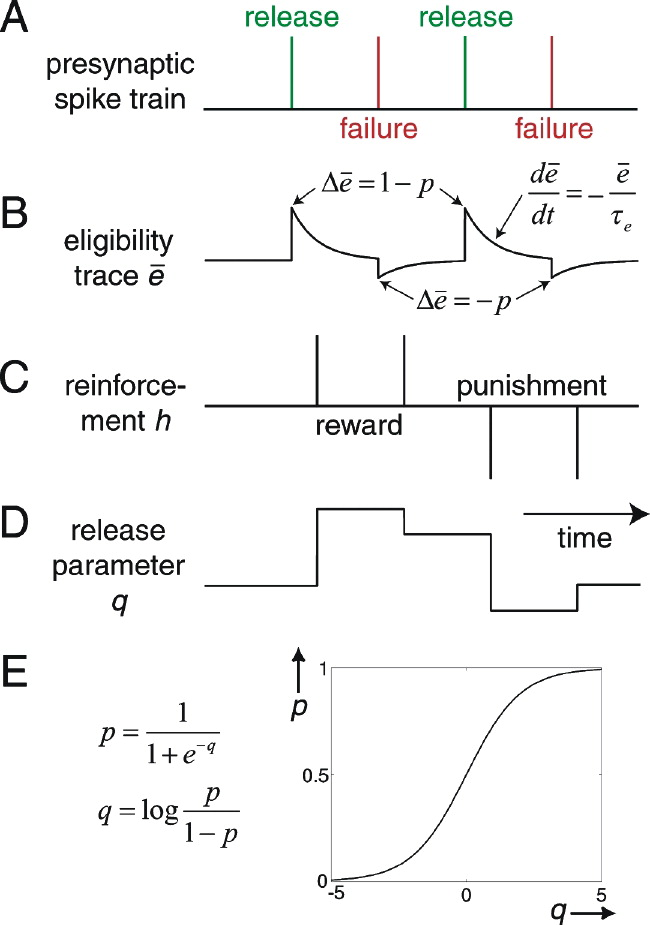 A
release release
presynaptic
spike train
failure failure
B
Δē = 1 − p
dē/dt = − ē/τₑ
eligibility
trace ē
Δē = −p
C
reinforce-
ment h
reward
punishment
D
release
parameter
q
time
E
p = 1/(1 + e^−q)
q = log p/(1 − p)
p
1
0.5
0
-5 0 5
q